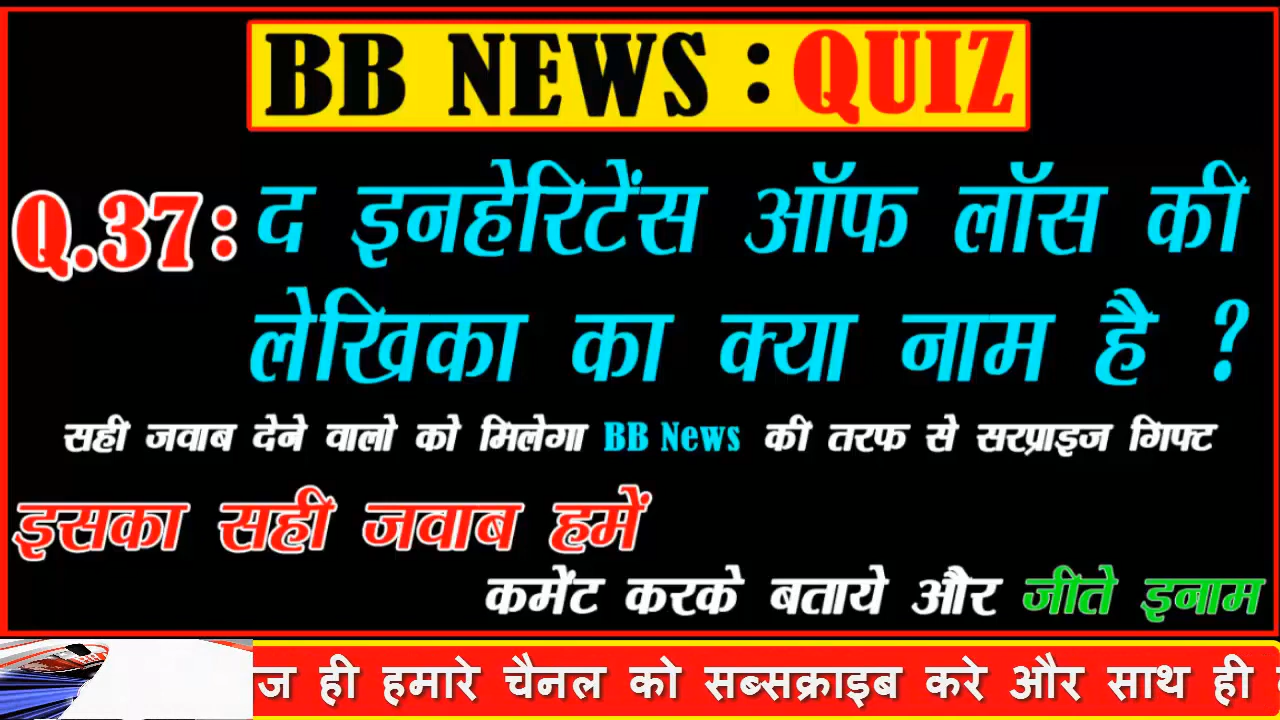 BB NEWS : QUIZ
Q.37: द इनहेरिटेंस ऑफ लॉस की
लेखिका का क्या नाम है ?
सही जवाब देने वालो को मिलेगा BB News की तरफ से सरप्राइज गिफ्ट
इसका सही जवाब हमें
कमेंट करके बताये और जीते इनाम
ज ही हमारे चैनल को सब्सक्राइब करे और साथ ही